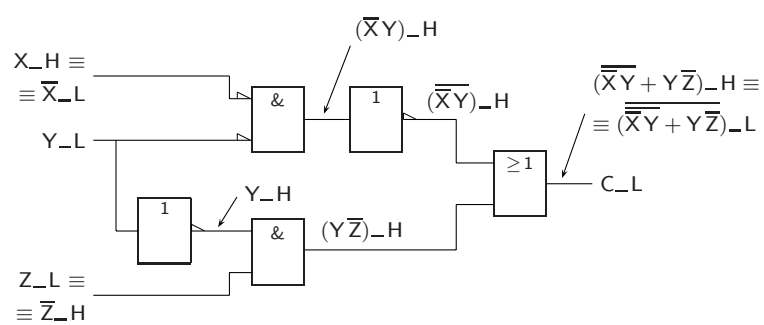 (X̅Y)_H
X_H ≡
≡ X̅_L
&
1
(X̅Y̅)_H
(X̿Y̅ + YZ̅)_H ≡
≡ (X̿Y̅ + YZ̅)̅_L
Y_L
≥1
C_L
1
Y_H
&
(YZ̅)_H
Z_L ≡
≡ Z̅_H